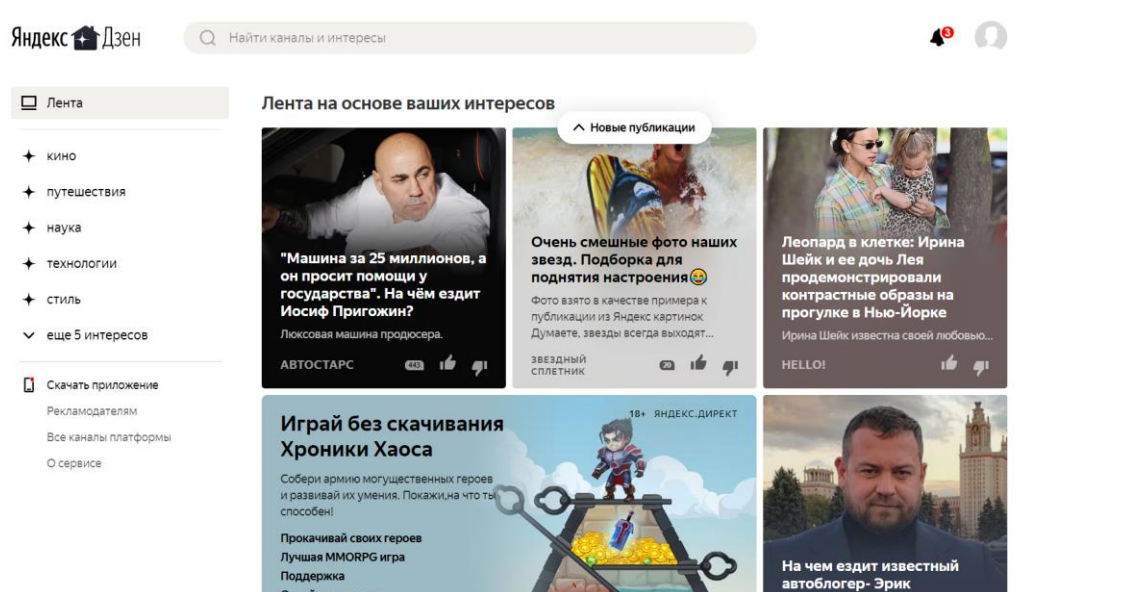 Яндекс Дзен
Найти каналы и интересы
3
Лента
кино
путешествия
наука
технологии
стиль
еще 5 интересов
Скачать приложение
Рекламодателям
Все каналы платформы
О сервисе
Лента на основе ваших интересов
Новые публикации
"Машина за 25 миллионов, а
он просит помощи у
государства". На чём ездит
Иосиф Пригожин?
Люксовая машина продюсера.
АВТОСТАРС
443
Очень смешные фото наших
звезд. Подборка для
поднятия настроения😂
Фото взято в качестве примера к
публикации из Яндекс картинок
Думаете, звезды всегда выходят...
ЗВЕЗДНЫЙ
СПЛЕТНИК
29
Леопард в клетке: Ирина
Шейк и ее дочь Лея
продемонстрировали
контрастные образы на
прогулке в Нью-Йорке
Ирина Шейк известна своей любовью...
HELLO!
18+ ЯНДЕКС.ДИРЕКТ
Играй без скачивания
Хроники Хаоса
Собери армию могущественных героев
и развивай их умения. Покажи,на что ты
способен!
Прокачивай своих героев
Лучшая MMORPG игра
Поддержка
На чем ездит известный
автоблогер- Эрик